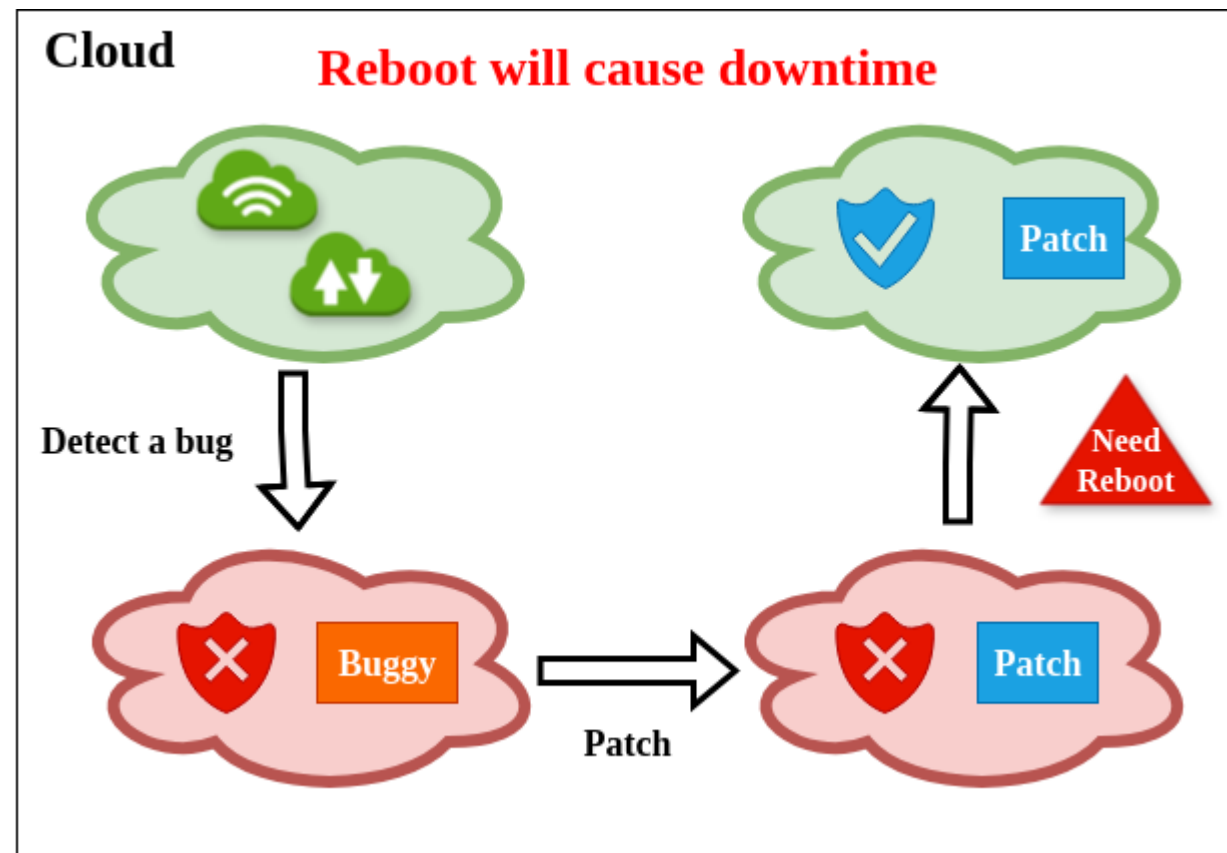 Cloud
Reboot will cause downtime
Patch
Detect a bug
Need
Reboot
Buggy
Patch
Patch